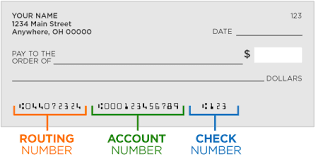 YOUR NAME 123
1234 Main Street
Anywhere, OH 00000
DATE
PAY TO THE
ORDER OF $
DOLLARS
⑆044072324⑆ ⑆000123456789⑆ ⑆123
ROUTING NUMBER
ACCOUNT NUMBER
CHECK NUMBER